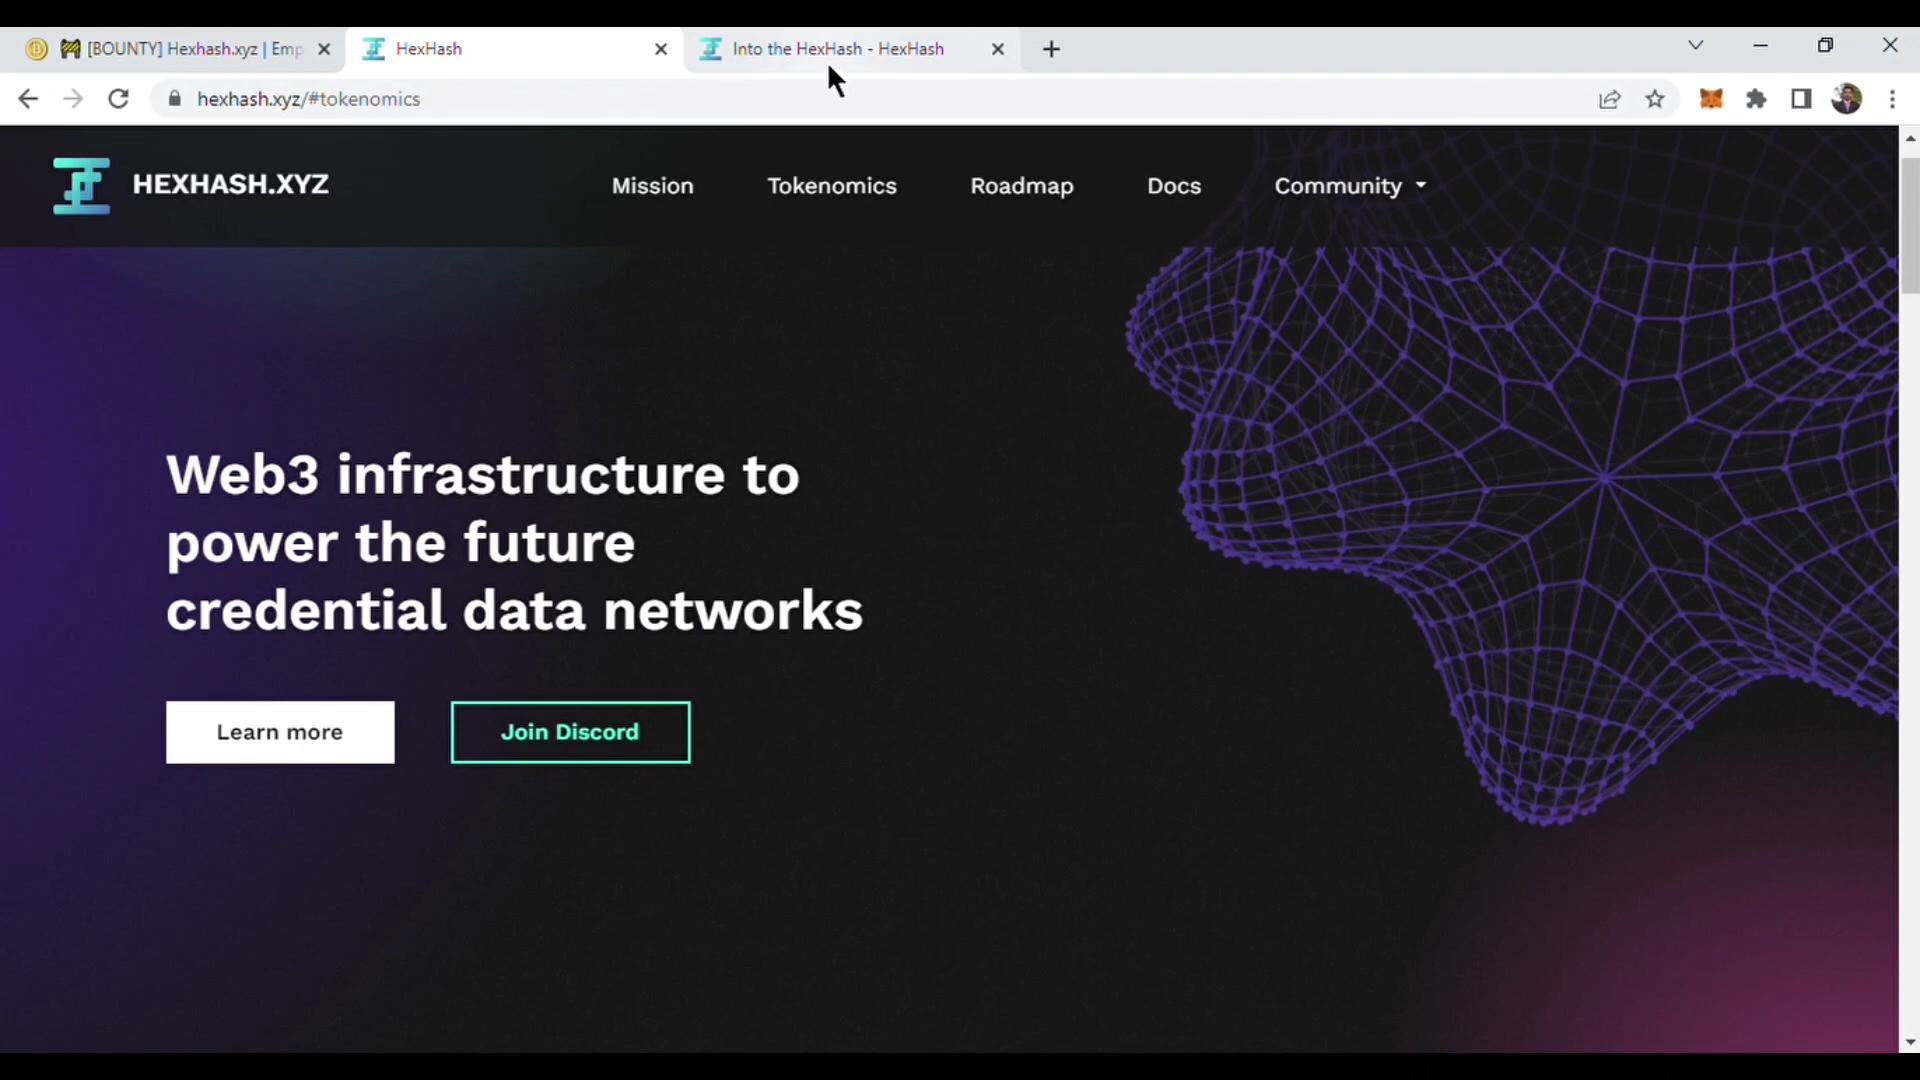 [BOUNTY] Hexhash.xyz | Emp
HexHash
Into the HexHash - HexHash
hexhash.xyz/#tokenomics
HEXHASH.XYZ
Mission
Tokenomics
Roadmap
Docs
Community
Web3 infrastructure to
power the future
credential data networks
Learn more
Join Discord